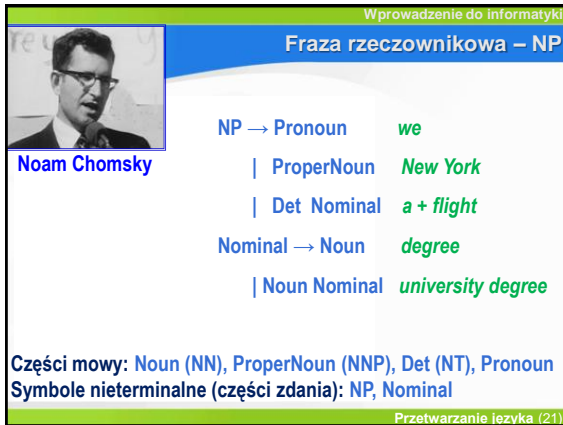 Wprowadzenie do informatyki
Fraza rzeczownikowa – NP
Noam Chomsky
NP → Pronoun we
| ProperNoun New York
| Det Nominal a + flight
Nominal → Noun degree
| Noun Nominal university degree
Części mowy: Noun (NN), ProperNoun (NNP), Det (NT), Pronoun
Symbole nieterminalne (części zdania): NP, Nominal
Przetwarzanie języka (21)